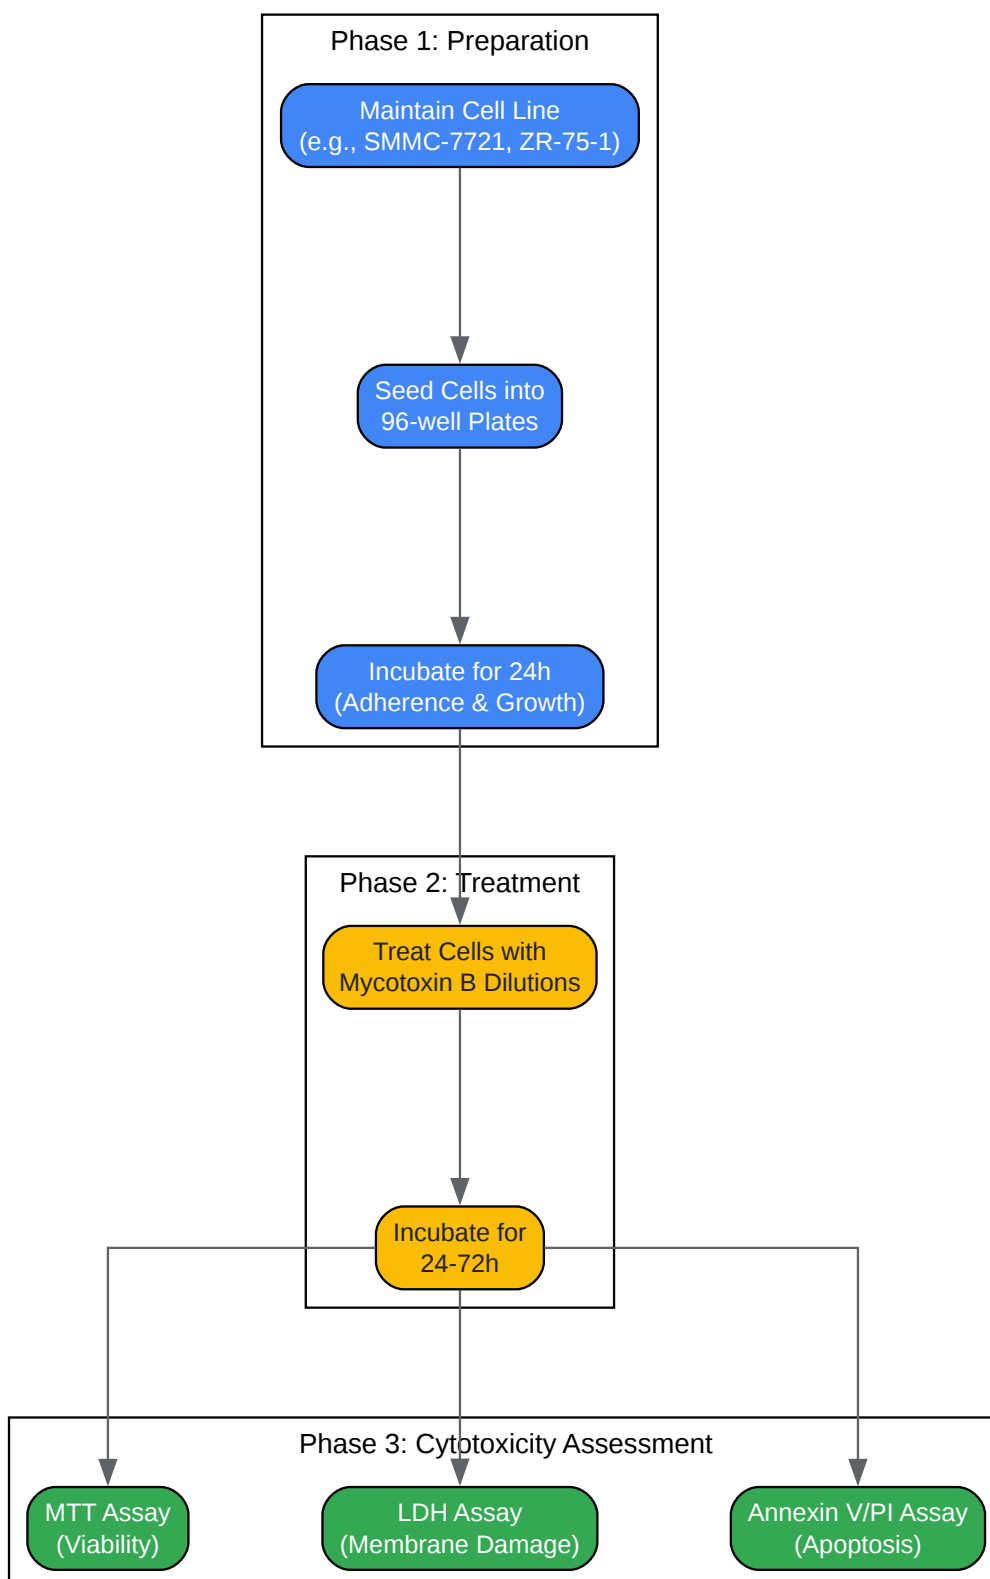 Phase 1: Preparation
Maintain Cell Line
(e.g., SMMC-7721, ZR-75-1)
Seed Cells into
96-well Plates
Incubate for 24h
(Adherence & Growth)
Phase 2: Treatment
Treat Cells with
Mycotoxin B Dilutions
Incubate for
24-72h
Phase 3: Cytotoxicity Assessment
MTT Assay
(Viability)
LDH Assay
(Membrane Damage)
Annexin V/PI Assay
(Apoptosis)